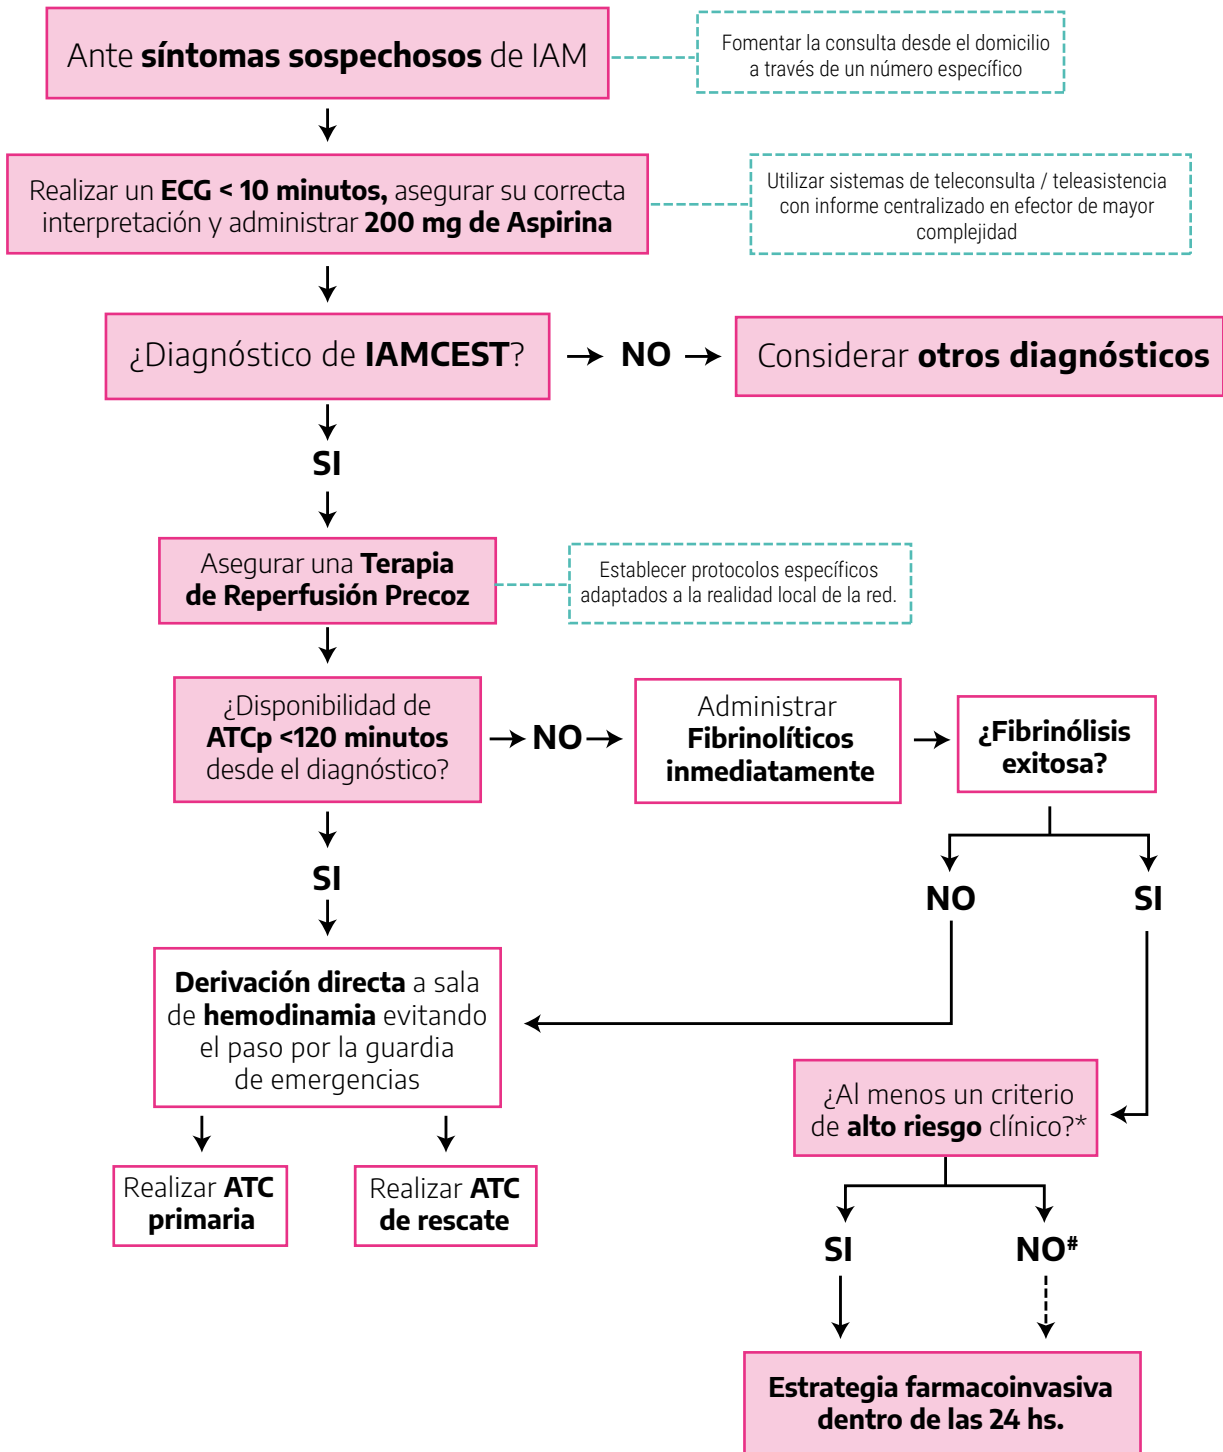 Ante síntomas sospechosos de IAM
Fomentar la consulta desde el domicilio
a través de un número específico
Realizar un ECG < 10 minutos, asegurar su correcta
interpretación y administrar 200 mg de Aspirina
Utilizar sistemas de teleconsulta / teleasistencia
con informe centralizado en efector de mayor
complejidad
¿Diagnóstico de IAMCEST?
NO
Considerar otros diagnósticos
SI
Asegurar una Terapia
de Reperfusión Precoz
Establecer protocolos específicos
adaptados a la realidad local de la red.
¿Disponibilidad de
ATCp <120 minutos
desde el diagnóstico?
NO
Administrar
Fibrinolíticos
inmediatamente
¿Fibrinólisis
exitosa?
SI
NO
SI
Derivación directa a sala
de hemodinamia evitando
el paso por la guardia
de emergencias
¿Al menos un criterio
de alto riesgo clínico?*
Realizar ATC
primaria
Realizar ATC
de rescate
SI
NO#
Estrategia farmacoinvasiva
dentro de las 24 hs.